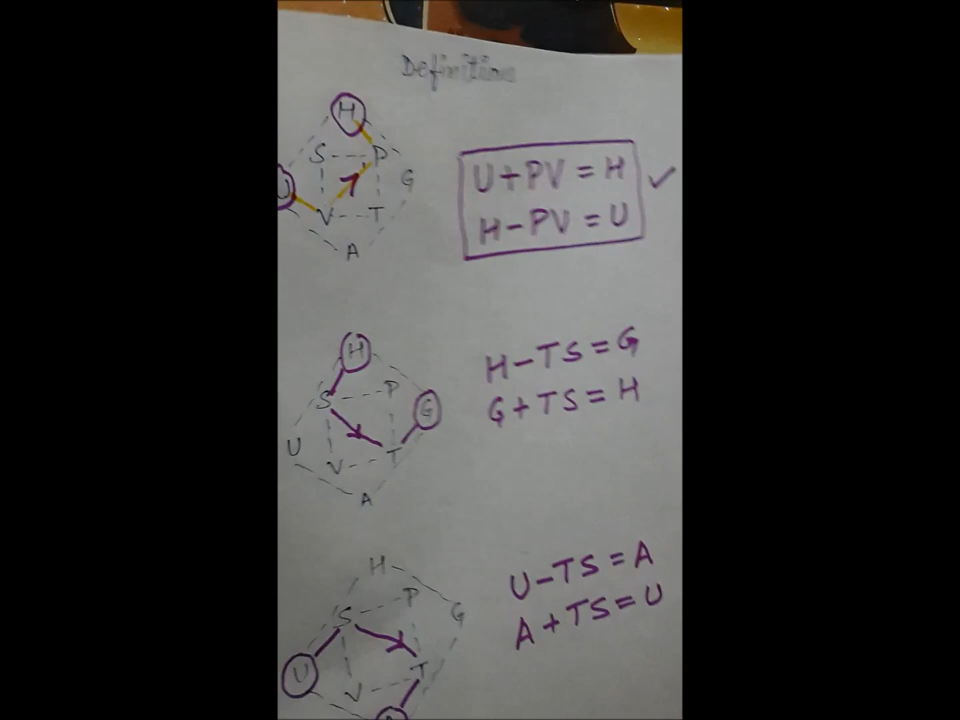 Definitions
H
S P
U G
V T
A
U+PV = H
H-PV = U
H
S P
G
U
V T
A
H-TS=G
G+TS= H
H
P
S G
U T
V
A
U-TS=A
A+TS=U